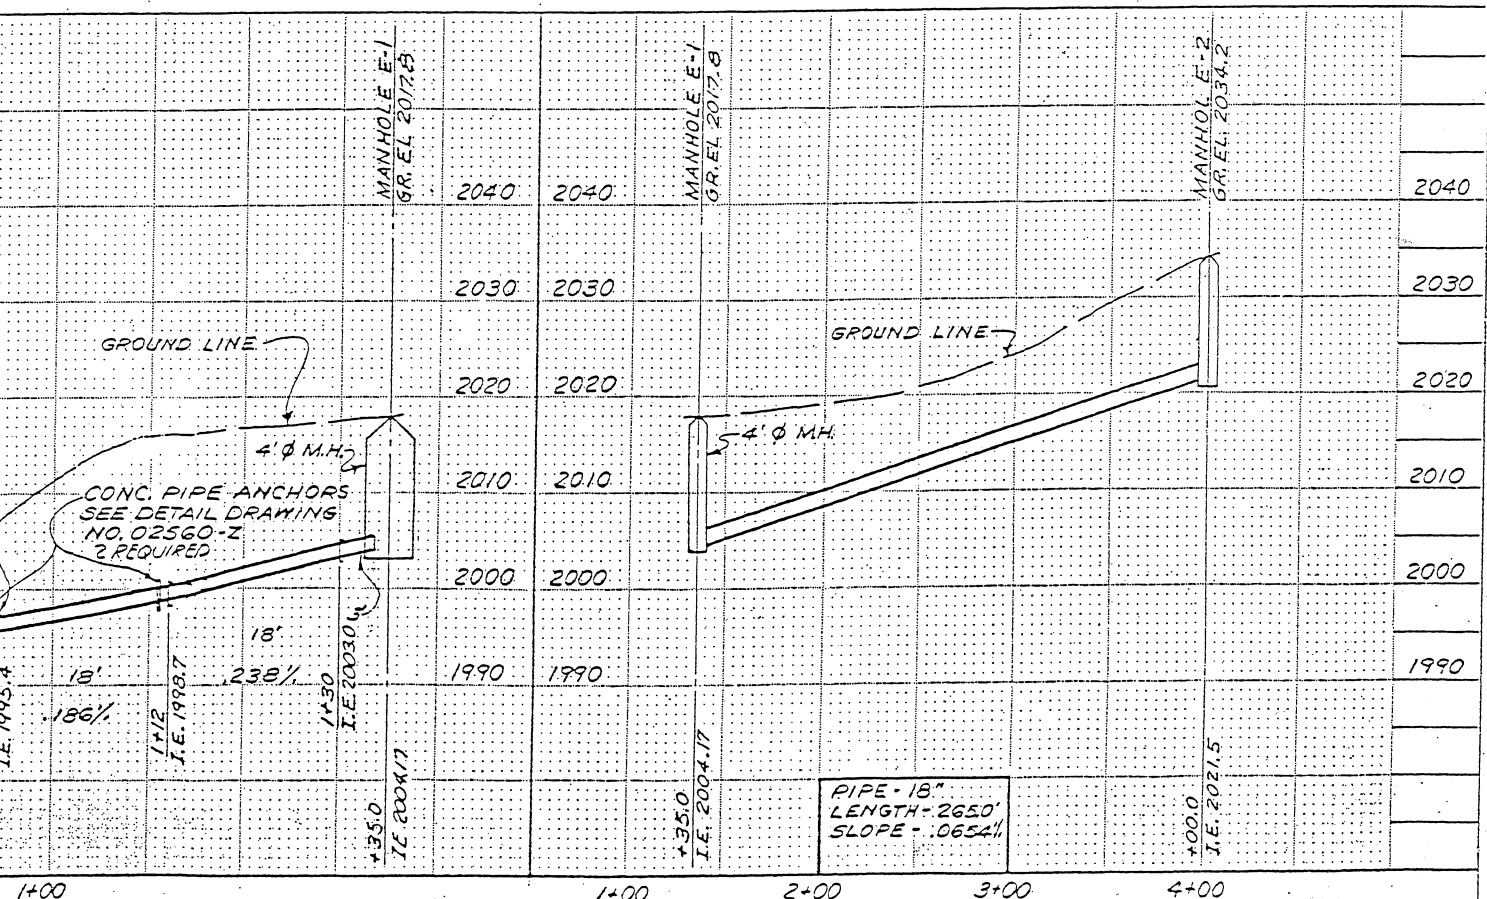 MANHOLE E-1
GR. EL 2017.8
2040
2030
2020
2010
2000
1990
GROUND LINE
4' Ø M.H.
CONC. PIPE ANCHORS
SEE DETAIL DRAWING
NO. 02560-Z
2 REQUIRED
I.E. 1995.4
18'
.186%
1+12
I.E. 1998.7
18'
.238%
1+30
I.E. 2003.0
+35.0
IE 2004.17
1+00
2040
2030
2020
2010
2000
1990
MANHOLE E-1
GR. EL 2017.8
4' Ø M.H.
GROUND LINE
MANHOL E-2
GR. EL. 2034.2
+35.0
I.E. 2004.17
PIPE - 18"
LENGTH - 265.0'
SLOPE - .0654%
+00.0
I.E. 2021.5
1+00
2+00
3+00
4+00
2040
2030
2020
2010
2000
1990